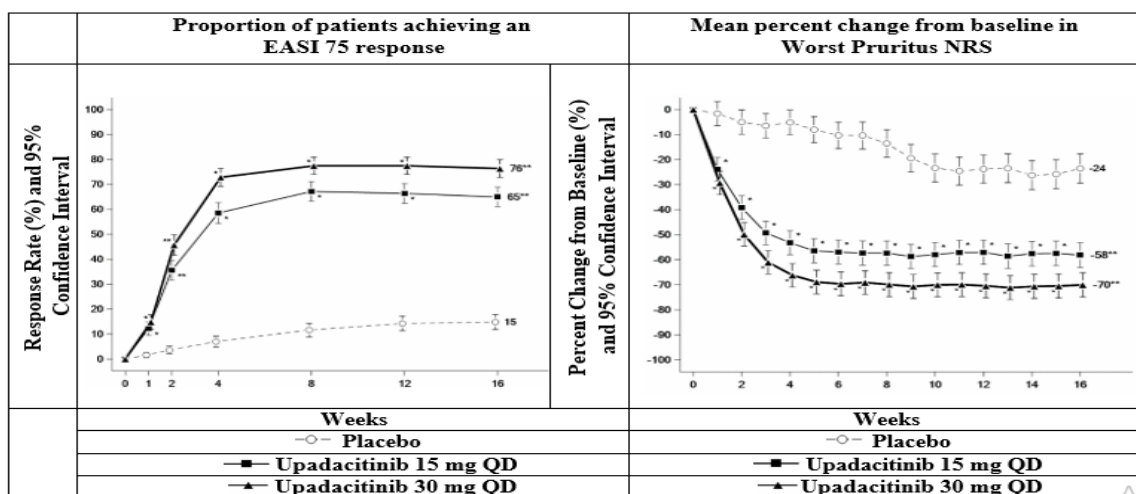 Proportion of patients achieving an
EASI 75 response
Mean percent change from baseline in
Worst Pruritus NRS
Response Rate (%) and 95%
Confidence Interval
100
90
80
70
60
50
40
30
20
10
0
76**
65**
15
0 1 2 4 8 12 16
Percent Change from Baseline (%)
and 95% Confidence Interval
0
-10
-20
-30
-40
-50
-60
-70
-80
-90
-100
-24
-58**
-70**
0 2 4 6 8 10 12 14 16
Weeks
Weeks
Placebo
Placebo
Upadacitinib 15 mg QD
Upadacitinib 15 mg QD
Upadacitinib 30 mg QD
Upadacitinib 30 mg QD